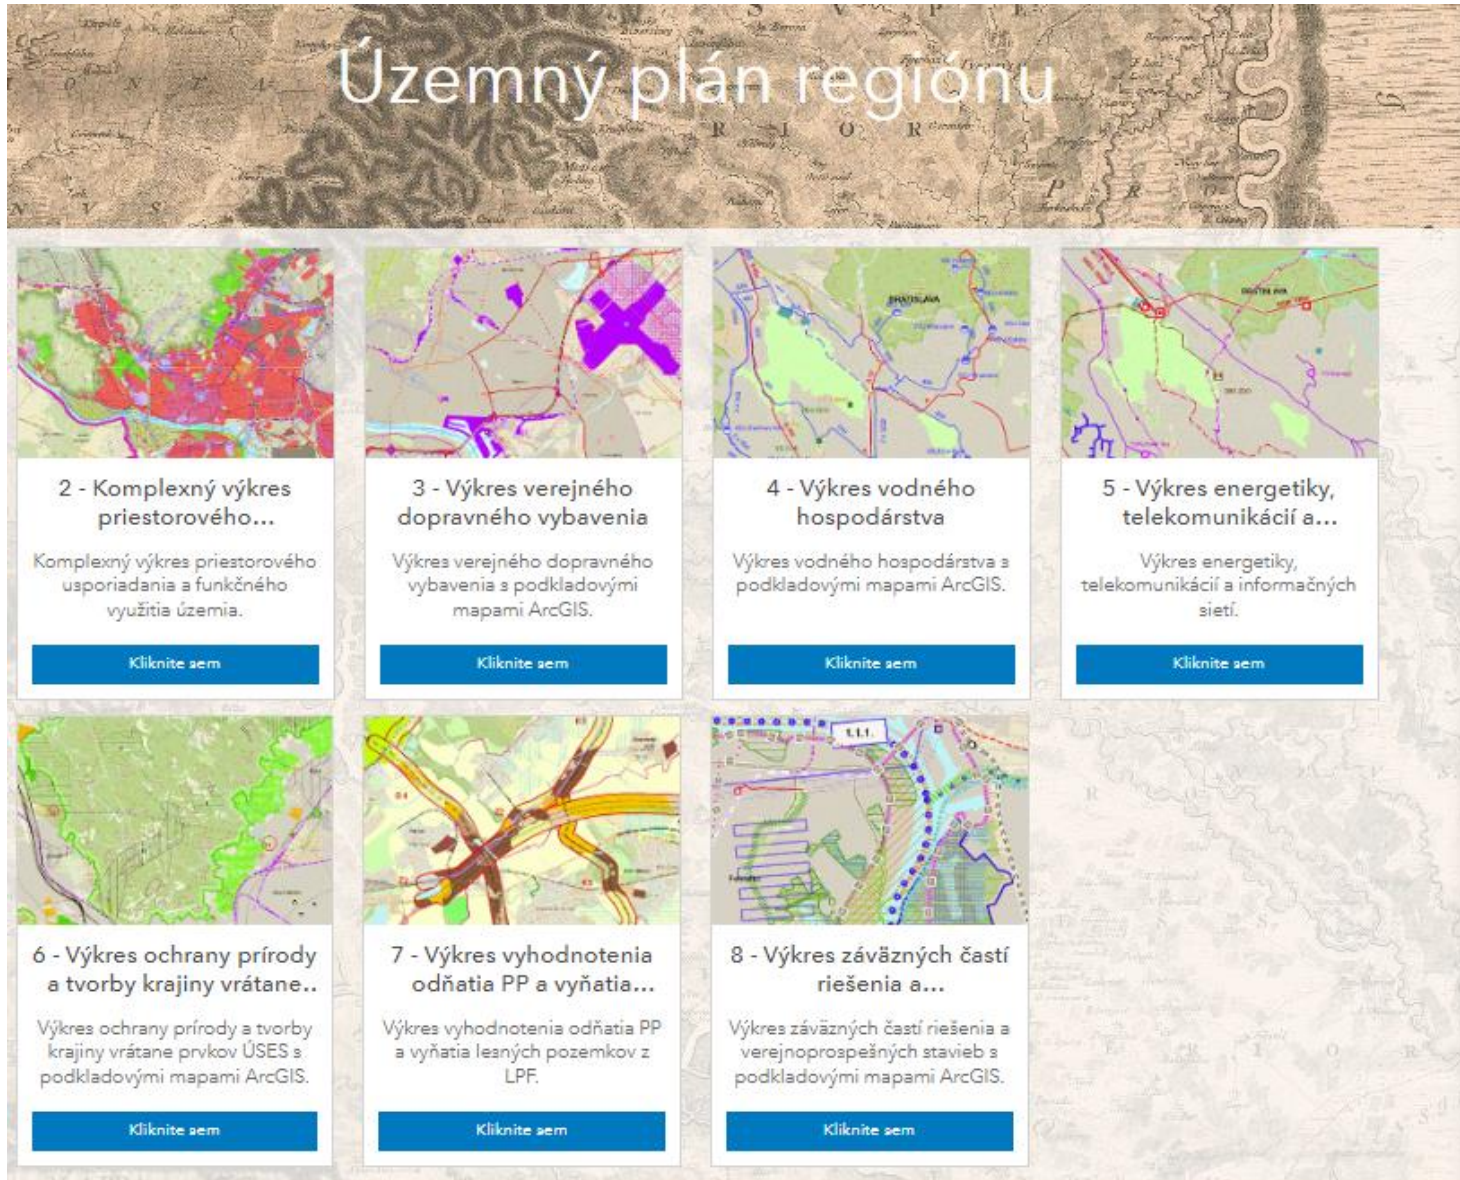 Územný plán regiónu
BRATISLAVA
2 - Komplexný výkres
priestorového...
Komplexný výkres priestorového
usporiadania a funkčného
využitia územia.
Kliknite sem
3 - Výkres verejného
dopravného vybavenia
Výkres verejného dopravného
vybavenia s podkladovými
mapami ArcGIS.
Kliknite sem
4 - Výkres vodného
hospodárstva
Výkres vodného hospodárstva s
podkladovými mapami ArcGIS.
Kliknite sem
5 - Výkres energetiky,
telekomunikácií a...
Výkres energetiky,
telekomunikácií a informačných
sietí.
Kliknite sem
1.1.1.
6 - Výkres ochrany prírody
a tvorby krajiny vrátane..
Výkres ochrany prírody a tvorby
krajiny vrátane prvkov ÚSES s
podkladovými mapami ArcGIS.
Kliknite sem
7 - Výkres vyhodnotenia
odňatia PP a vyňatia...
Výkres vyhodnotenia odňatia PP
a vyňatia lesných pozemkov z
LPF.
Kliknite sem
8 - Výkres záväzných častí
riešenia a...
Výkres záväzných častí riešenia a
verejnoprospešných stavieb s
podkladovými mapami ArcGIS.
Kliknite sem